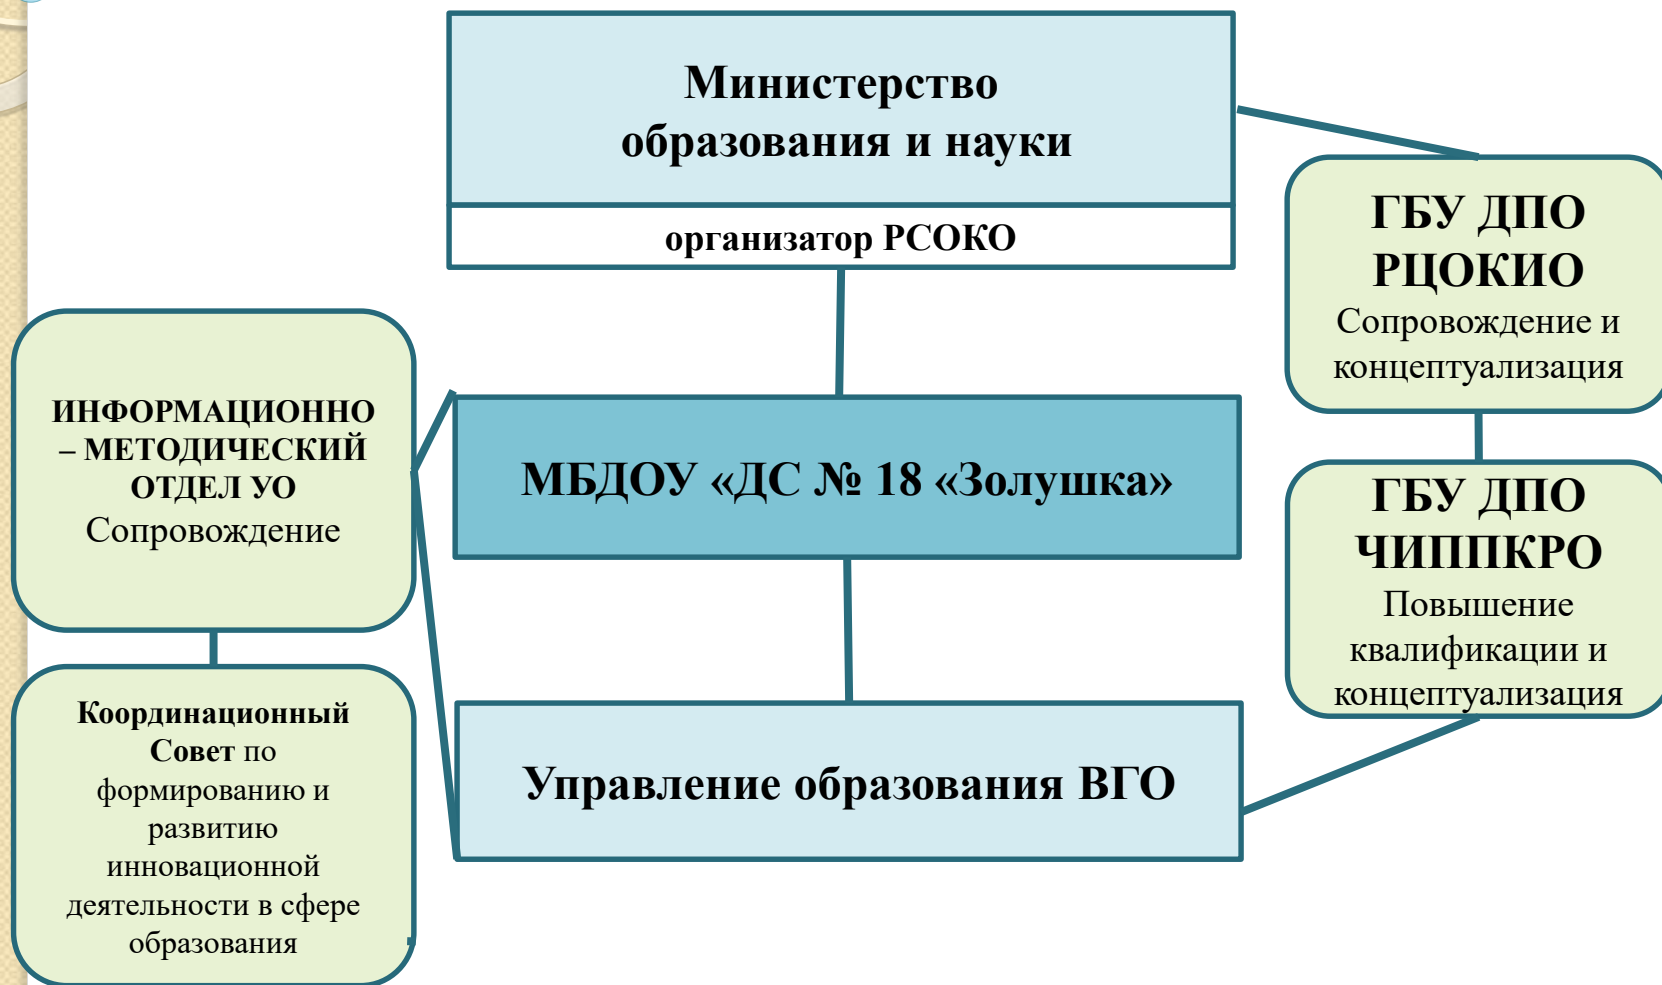 Министерство
образования и науки
организатор РСОКО
ГБУ ДПО
РЦОКИО
Сопровождение и
концептуализация
ИНФОРМАЦИОННО
– МЕТОДИЧЕСКИЙ
ОТДЕЛ УО
Сопровождение
МБДОУ «ДС № 18 «Золушка»
ГБУ ДПО
ЧИППКРО
Повышение
квалификации и
концептуализация
Координационный
Совет по
формированию и
развитию
инновационной
деятельности в сфере
образования
Управление образования ВГО